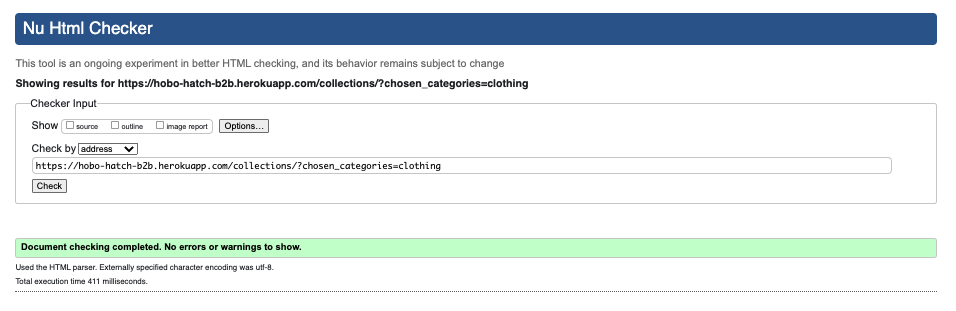 Nu Html Checker
This tool is an ongoing experiment in better HTML checking, and its behavior remains subject to change
Showing results for https://hobo-hatch-b2b.herokuapp.com/collections/?chosen_categories=clothing
Checker Input
Show source outline image report Options...
Check by address
https://hobo-hatch-b2b.herokuapp.com/collections/?chosen_categories=clothing
Check
Document checking completed. No errors or warnings to show.
Used the HTML parser. Externally specified character encoding was utf-8.
Total execution time 411 milliseconds.